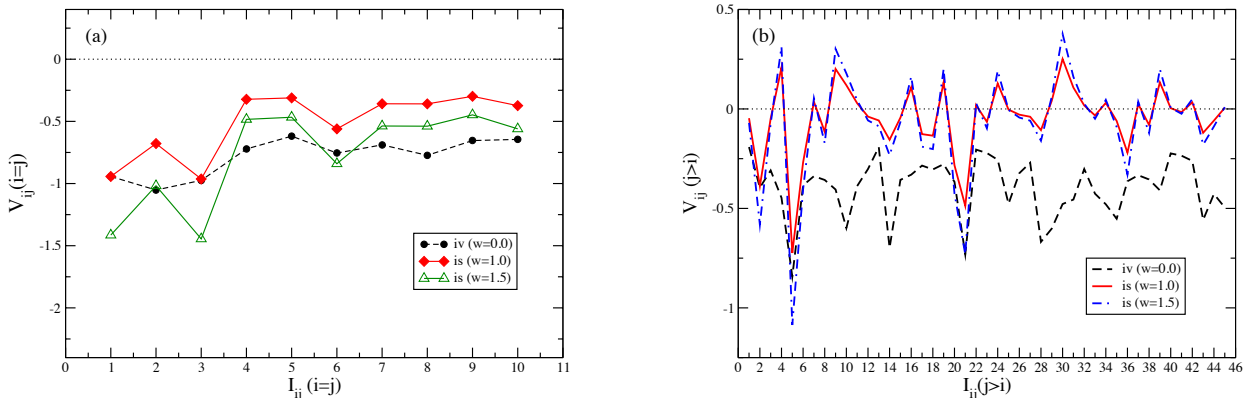 (a)
0
-0.5
-1
-1.5
-2
V_ij (i=j)
iv (w=0.0)
is (w=1.0)
is (w=1.5)
0 1 2 3 4 5 6 7 8 9 10 11
I_ij (i=j)
(b)
0.5
0
-0.5
-1
V_ij (j>i)
iv (w=0.0)
is (w=1.0)
is (w=1.5)
0 2 4 6 8 10 12 14 16 18 20 22 24 26 28 30 32 34 36 38 40 42 44 46
I_ij(j>i)